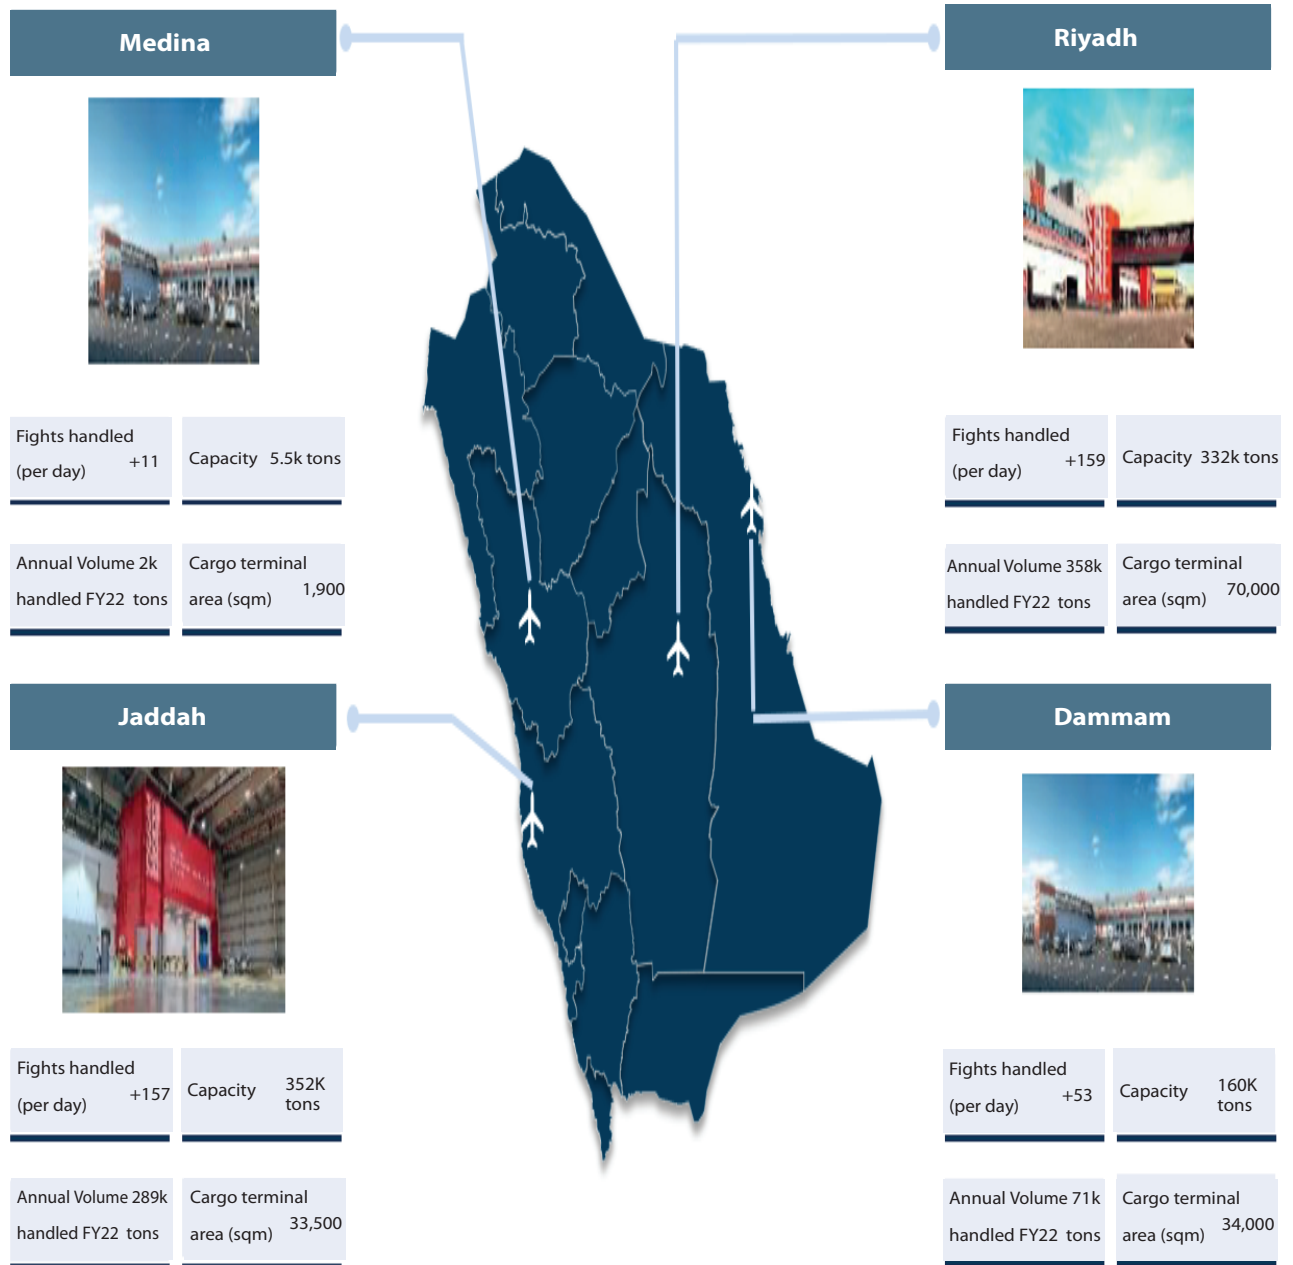 Medina
Riyadh
Fights handled
(per day) +11
Capacity 5.5k tons
Annual Volume 2k
handled FY22 tons
Cargo terminal
area (sqm) 1,900
Fights handled
(per day) +159
Capacity 332k tons
Annual Volume 358k
handled FY22 tons
Cargo terminal
area (sqm) 70,000
Jaddah
Dammam
Fights handled
(per day) +157
Capacity 352K
tons
Annual Volume 289k
handled FY22 tons
Cargo terminal
area (sqm) 33,500
Fights handled
(per day) +53
Capacity 160K
tons
Annual Volume 71k
handled FY22 tons
Cargo terminal
area (sqm) 34,000